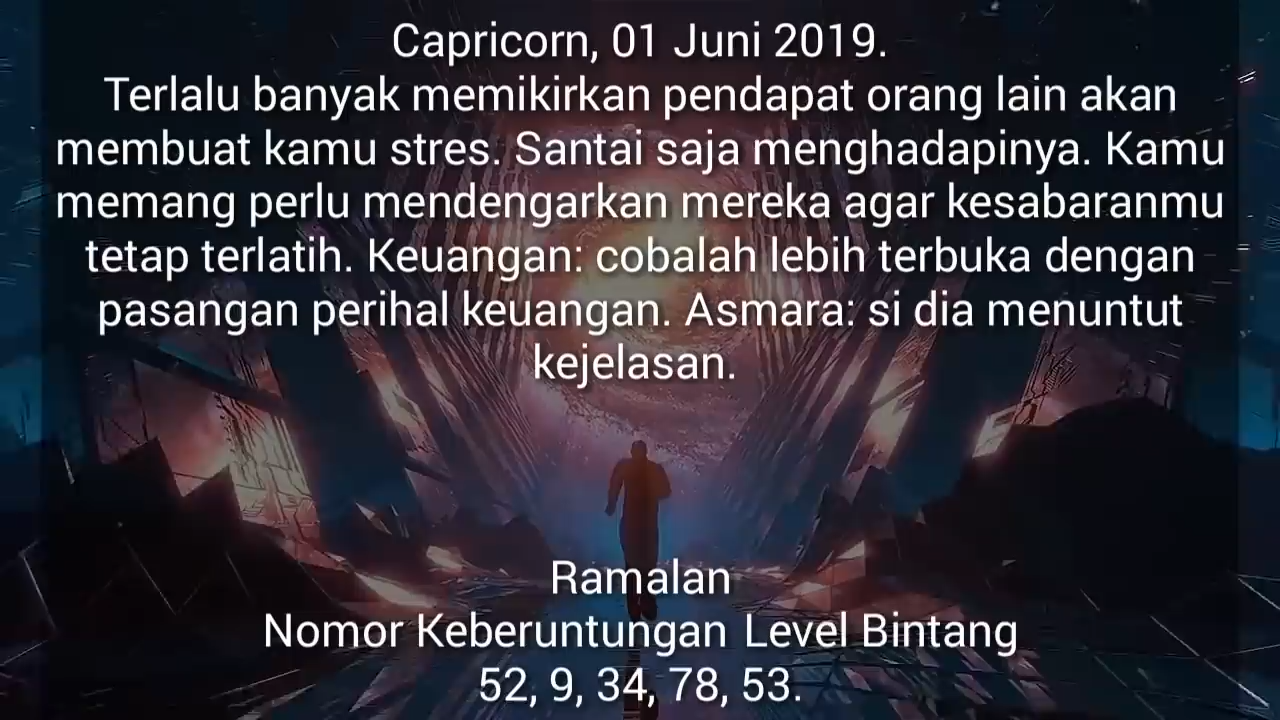 Capricorn, 01 Juni 2019.
Terlalu banyak memikirkan pendapat orang lain akan
membuat kamu stres. Santai saja menghadapinya. Kamu
memang perlu mendengarkan mereka agar kesabaranmu
tetap terlatih. Keuangan: cobalah lebih terbuka dengan
pasangan perihal keuangan. Asmara: si dia menuntut
kejelasan.
Ramalan
Nomor Keberuntungan Level Bintang
52, 9, 34, 78, 53.